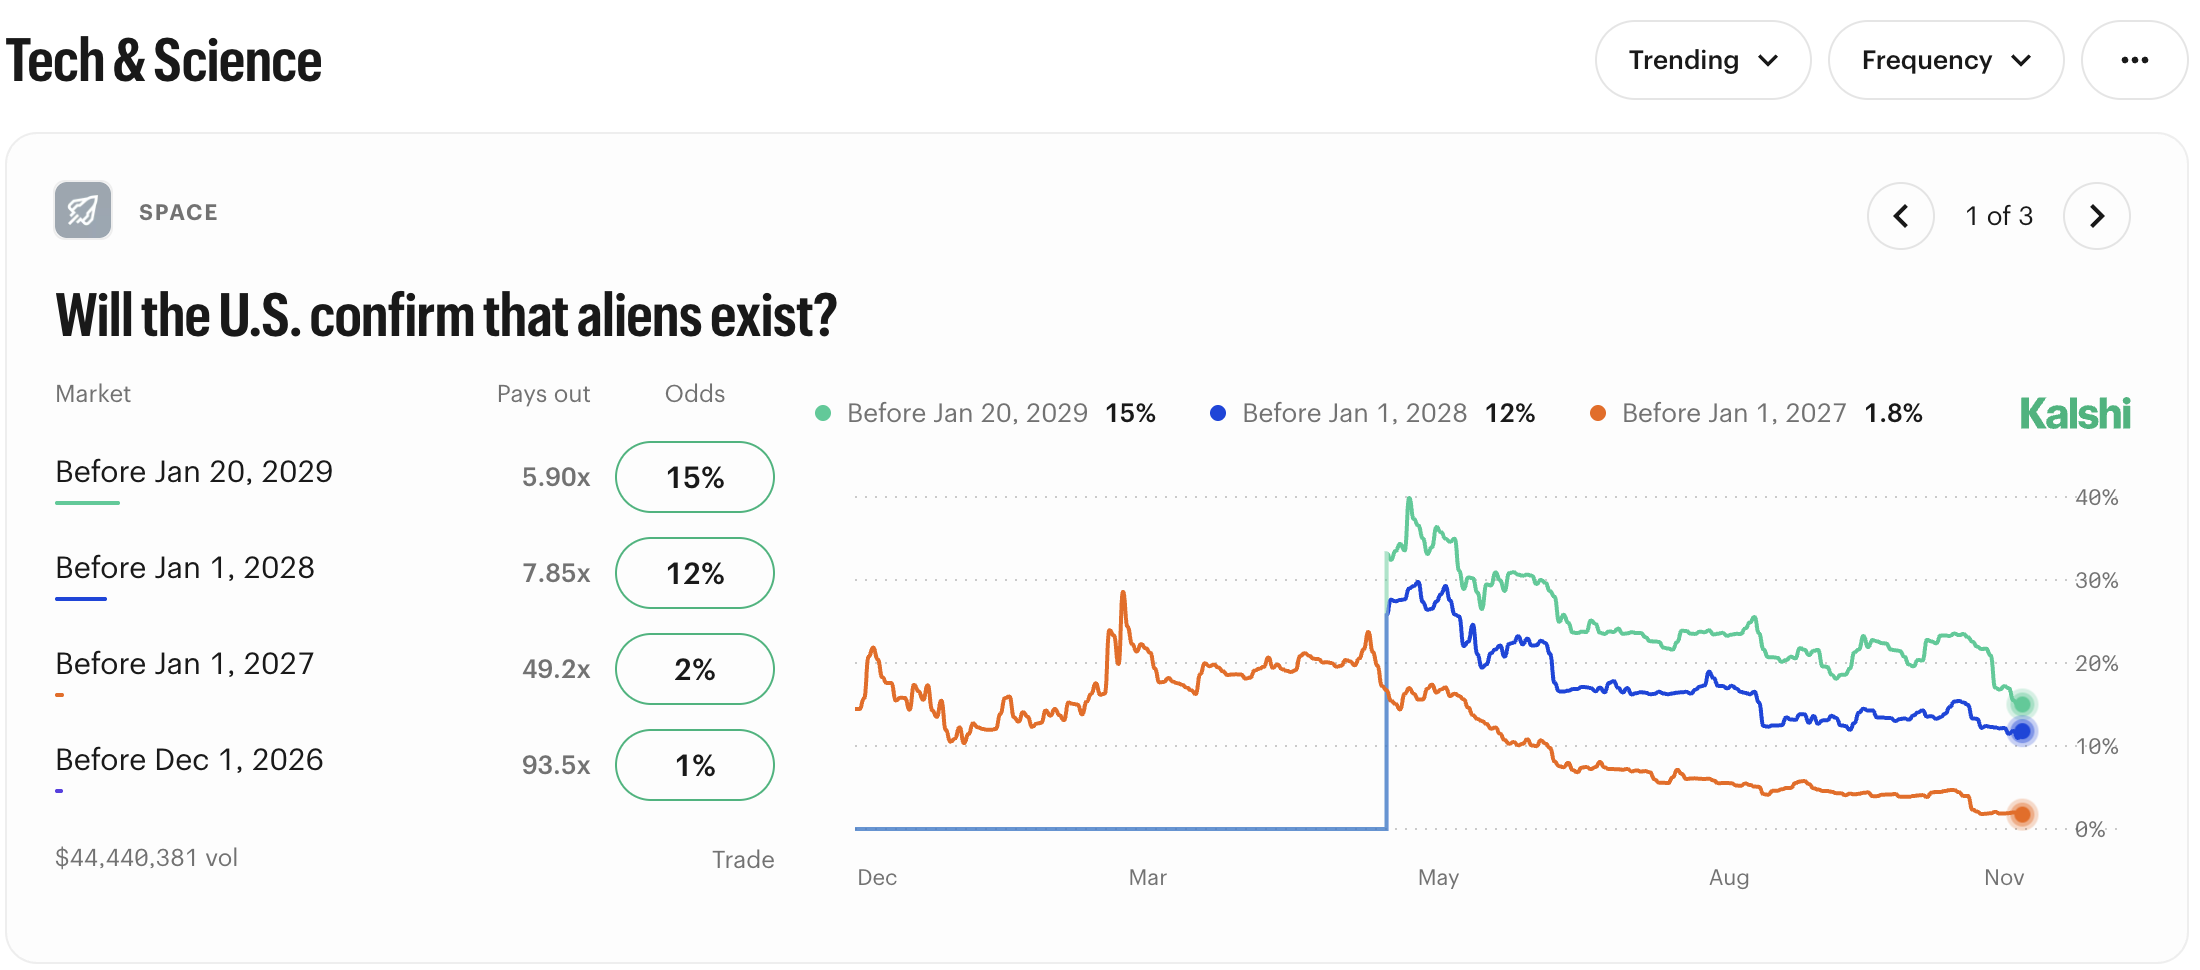 Tech & Science
Trending
Frequency
SPACE
1 of 3
Will the U.S. confirm that aliens exist?
Market Pays out Odds
Before Jan 20, 2029 5.90x 15%
Before Jan 1, 2028 7.85x 12%
Before Jan 1, 2027 49.2x 2%
Before Dec 1, 2026 93.5x 1%
$44,440,381 vol Trade
Before Jan 20, 2029 15% Before Jan 1, 2028 12% Before Jan 1, 2027 1.8% Kalshi
40%
30%
20%
10%
0%
Dec Mar May Aug Nov